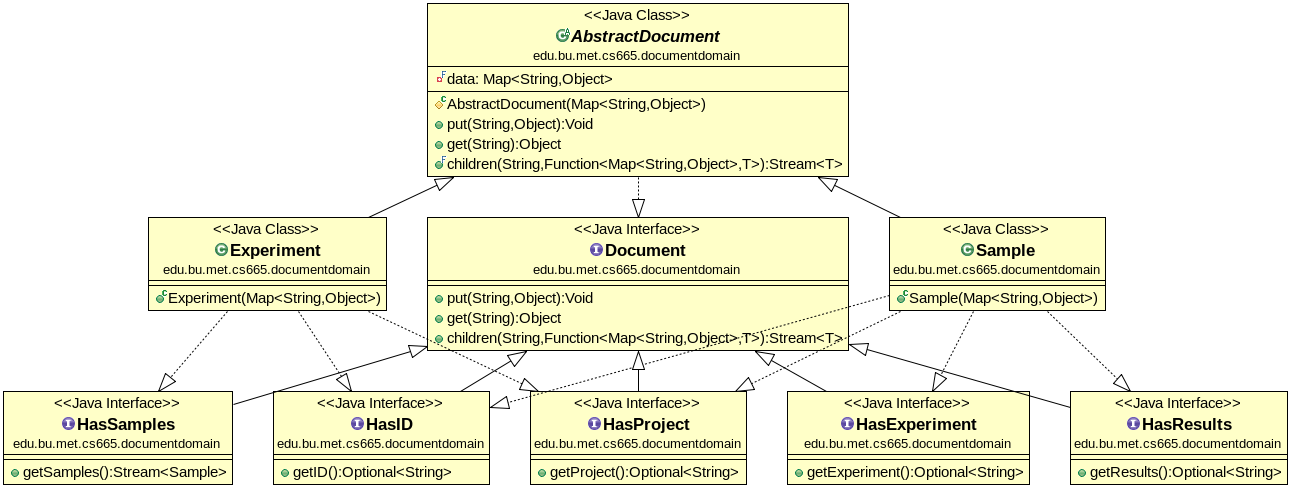 <<Java Class>>
AbstractDocument
edu.bu.met.cs665.documentdomain
data: Map<String,Object>
AbstractDocument(Map<String,Object>)
put(String,Object):Void
get(String):Object
children(String,Function<Map<String,Object>,T>):Stream<T>
<<Java Class>>
Experiment
edu.bu.met.cs665.documentdomain
Experiment(Map<String,Object>)
<<Java Interface>>
Document
edu.bu.met.cs665.documentdomain
put(String,Object):Void
get(String):Object
children(String,Function<Map<String,Object>,T>):Stream<T>
<<Java Class>>
Sample
edu.bu.met.cs665.documentdomain
Sample(Map<String,Object>)
<<Java Interface>>
HasSamples
edu.bu.met.cs665.documentdomain
getSamples():Stream<Sample>
<<Java Interface>>
HasID
edu.bu.met.cs665.documentdomain
getID():Optional<String>
<<Java Interface>>
HasProject
edu.bu.met.cs665.documentdomain
getProject():Optional<String>
<<Java Interface>>
HasExperiment
edu.bu.met.cs665.documentdomain
getExperiment():Optional<String>
<<Java Interface>>
HasResults
edu.bu.met.cs665.documentdomain
getResults():Optional<String>